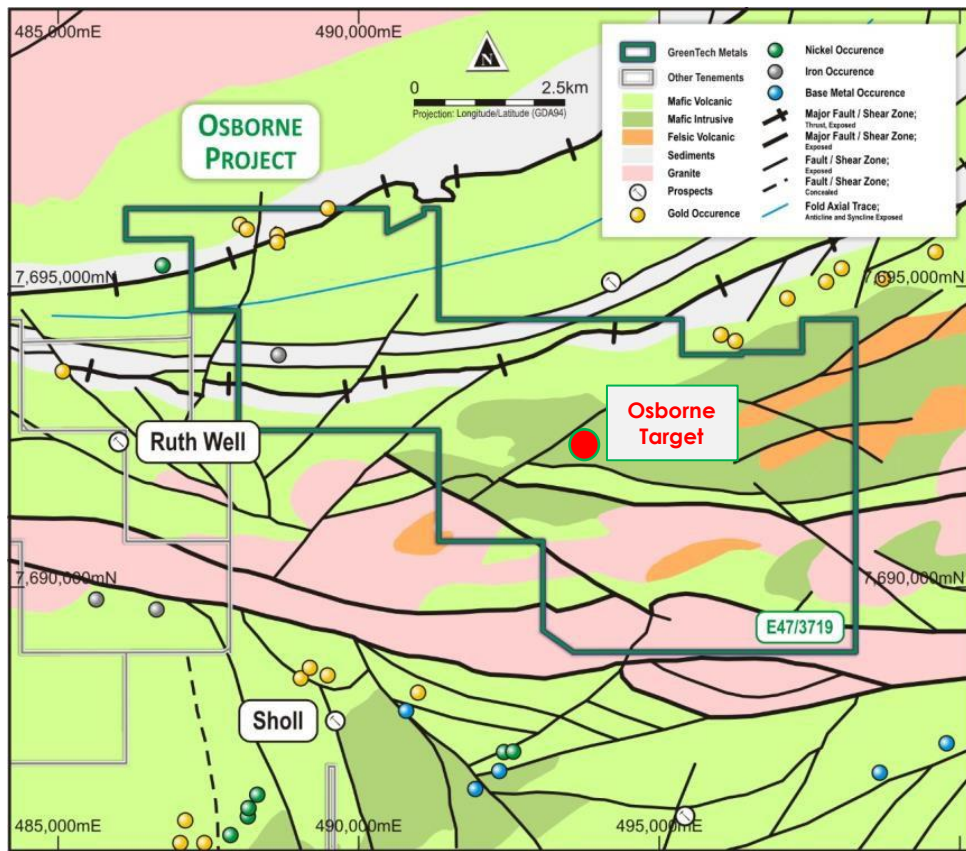 485,000mE
490,000mE
N
0
2.5km
Projection: Longitude/Latitude (GDA94)
OSBORNE
PROJECT
GreenTech Metals
Other Tenements
Mafic Volcanic
Mafic Intrusive
Felsic Volcanic
Sediments
Granite
Prospects
Gold Occurence
Nickel Occurence
Iron Occurence
Base Metal Occurence
Major Fault / Shear Zone;
Thrust, Exposed
Major Fault / Shear Zone;
Exposed
Fault / Shear Zone;
Exposed
Fault / Shear Zone;
Concealed
Fold Axial Trace;
Anticline and Syncline Exposed
7,695,000mN
7,695,000mN
Osborne
Target
Ruth Well
7,690,000mN
7,690,000mN
E47/3719
Sholl
485,000mE
490,000mE
495,000mE